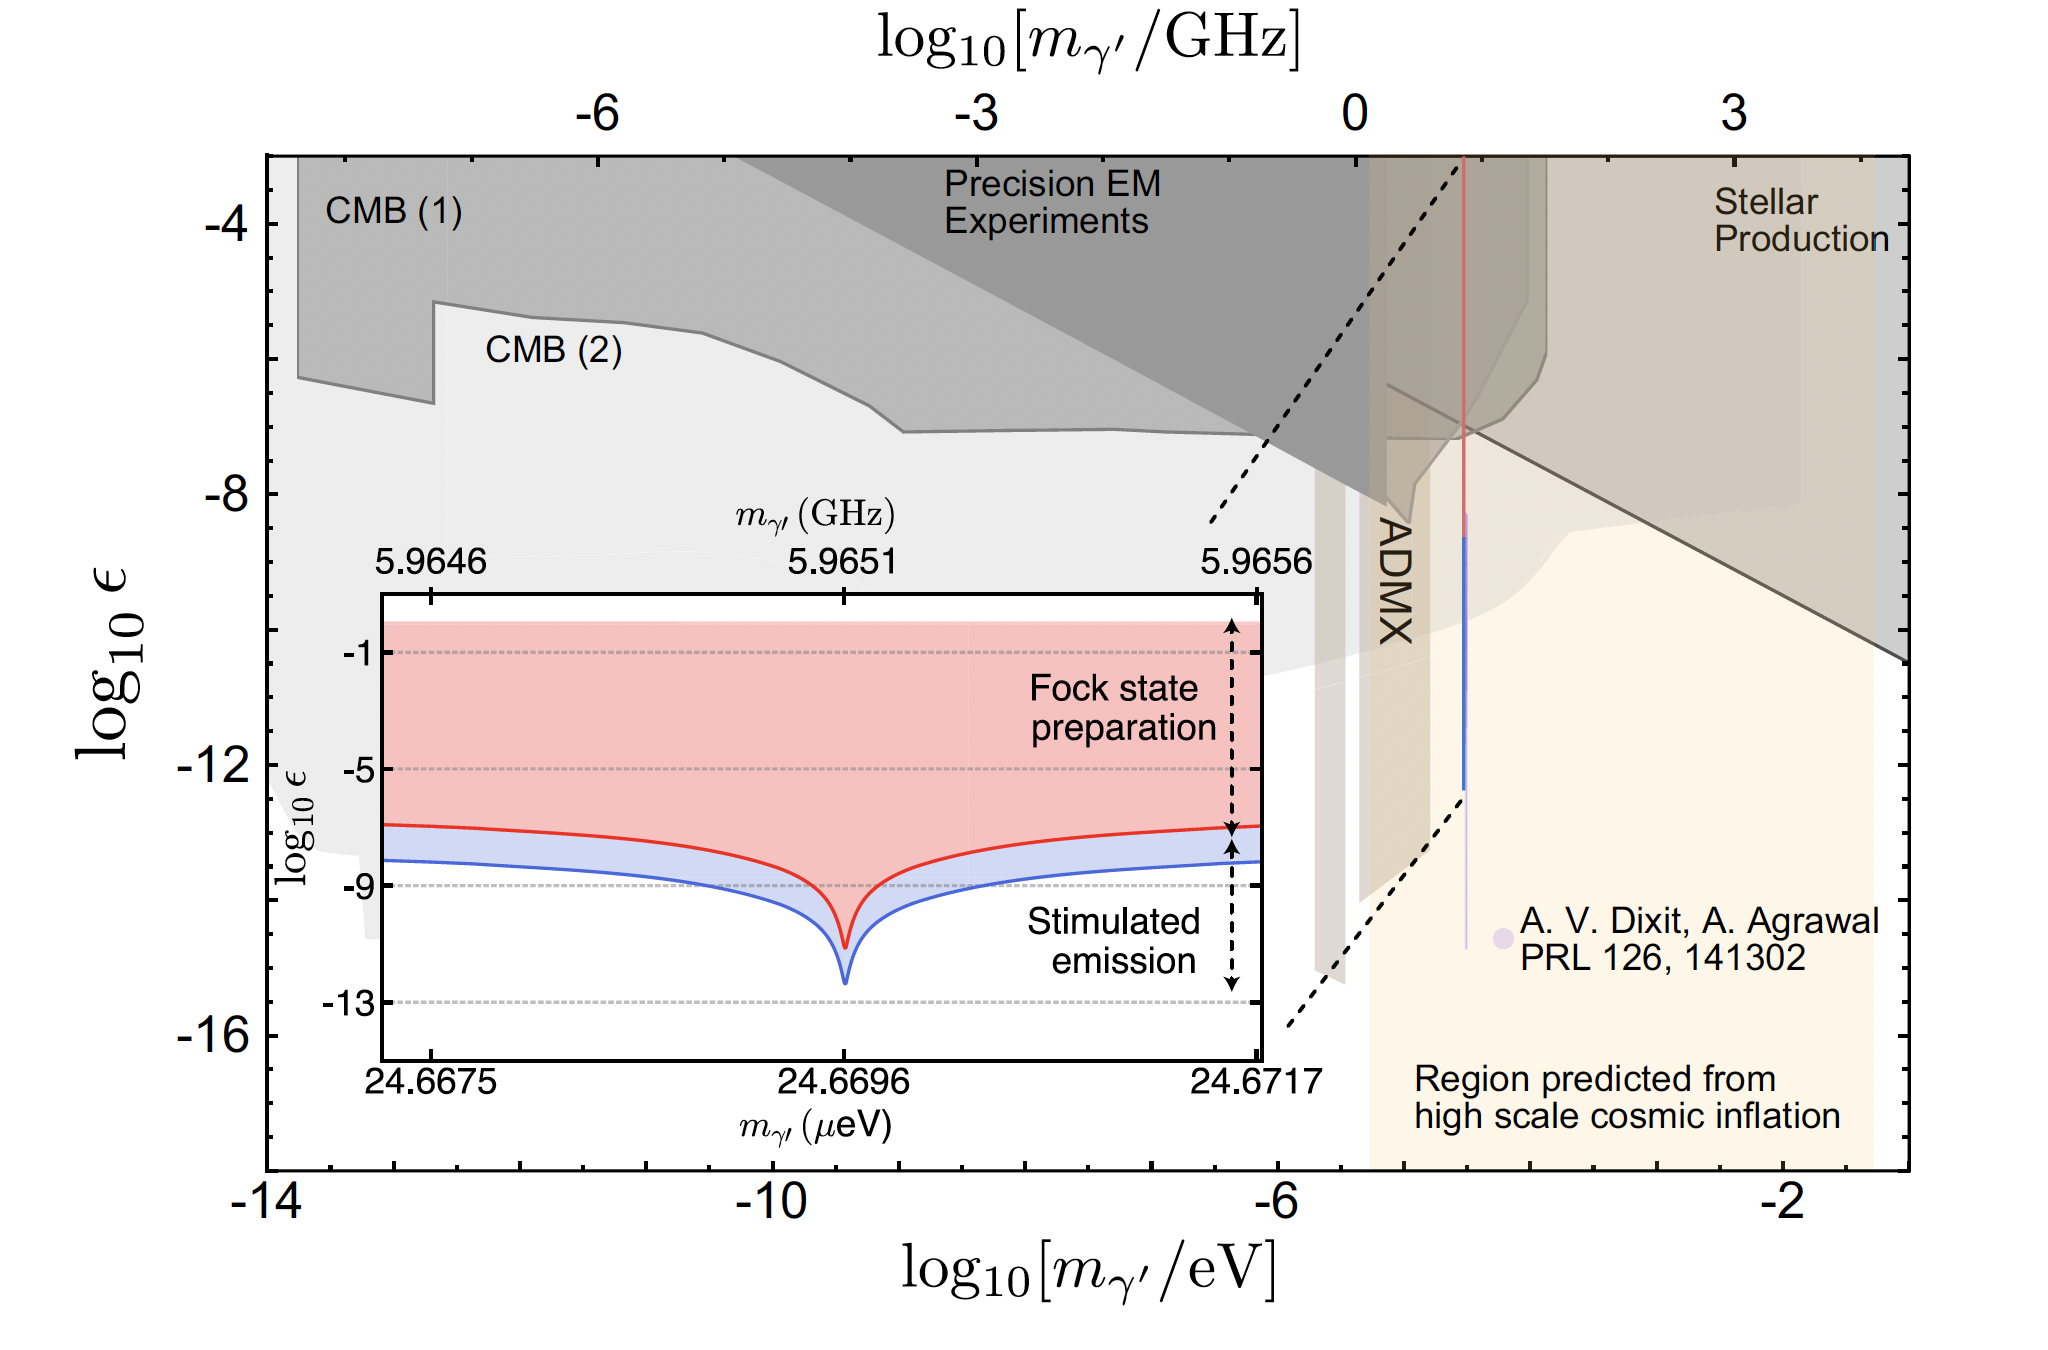 log₁₀[mγ′/GHz]
-6 -3 0 3
CMB (1)
Precision EM
Experiments
Stellar
Production
CMB (2)
-4
-8
-12
-16
log₁₀ ϵ
ADMX
mγ′ (GHz)
5.9646 5.9651 5.9656
-1
-5
-9
-13
log₁₀ ϵ
Fock state
preparation
Stimulated
emission
24.6675 24.6696 24.6717
mγ′ (μeV)
A. V. Dixit, A. Agrawal
PRL 126, 141302
Region predicted from
high scale cosmic inflation
-14 -10 -6 -2
log₁₀[mγ′/eV]